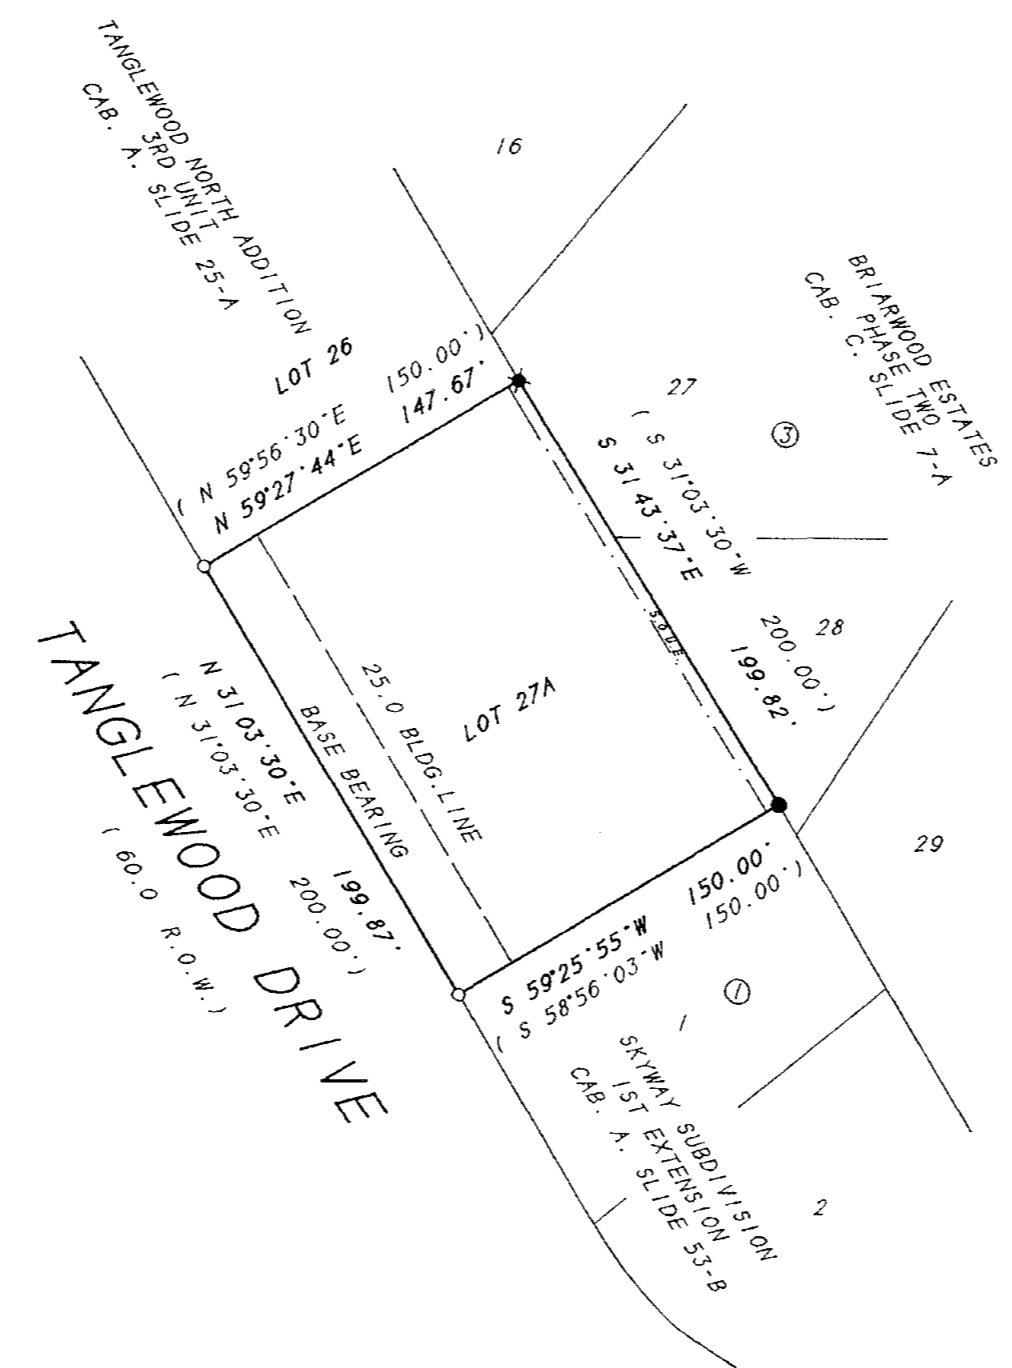 TANGLEWOOD NORTH ADDITION
3RD UNIT
CAB. A. SLIDE 25-A
16
BRIARWOOD ESTATES
PHASE TWO
CAB. C. SLIDE 7-A
LOT 26
( N 59°56'30"E 150.00')
N 59°27'44"E 147.67'
27
3
( S 31°03'30"W 200.00')
S 31 43'37"E 199.82'
28
29
TANGLEWOOD DRIVE
( 60.0 R.O.W.)
N 31 03'30"E 199.87'
( N 31°03'30"E 200.00')
BASE BEARING
25.0 BLDG.LINE
LOT 27A
S 59°25'55"W 150.00'
( S 58°56'03"W 150.00')
1
1
SKYWAY SUBDIVISION
1ST EXTENSION
CAB. A. SLIDE 53-B
2